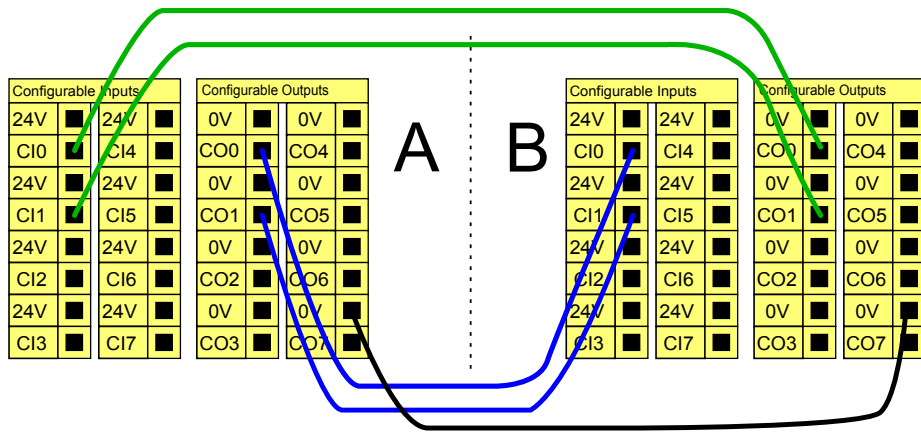 Configurable Inputs
24V 24V
CI0 CI4
24V 24V
CI1 CI5
24V 24V
CI2 CI6
24V 24V
CI3 CI7
Configurable Outputs
0V 0V
CO0 CO4
0V 0V
CO1 CO5
0V 0V
CO2 CO6
0V 0V
CO3 CO7
A
B
Configurable Inputs
24V 24V
CI0 CI4
24V 24V
CI1 CI5
24V 24V
CI2 CI6
24V 24V
CI3 CI7
Configurable Outputs
0V 0V
CO0 CO4
0V 0V
CO1 CO5
0V 0V
CO2 CO6
0V 0V
CO3 CO7